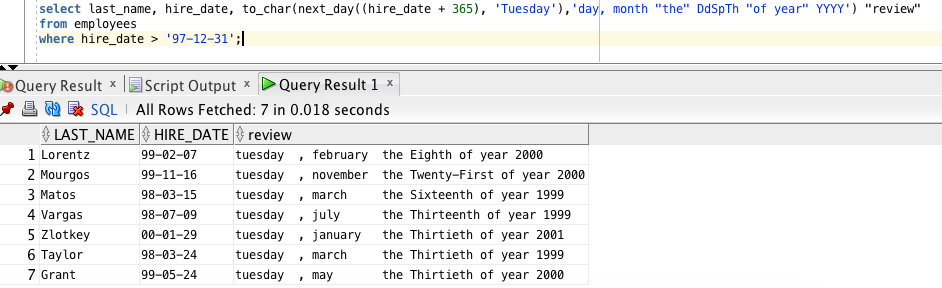 select last_name, hire_date, to_char(next_day((hire_date + 365), 'Tuesday'),'day, month "the" DdSpTh "of year" YYYY') "review"
from employees
where hire_date > '97-12-31';
Query Result x Script Output x Query Result 1 x
SQL | All Rows Fetched: 7 in 0.018 seconds
LAST_NAME HIRE_DATE review
1 Lorentz 99-02-07 tuesday  , february  the Eighth of year 2000
2 Mourgos 99-11-16 tuesday  , november  the Twenty-First of year 2000
3 Matos 98-03-15 tuesday  , march     the Sixteenth of year 1999
4 Vargas 98-07-09 tuesday  , july      the Thirteenth of year 1999
5 Zlotkey 00-01-29 tuesday  , january   the Thirtieth of year 2001
6 Taylor 98-03-24 tuesday  , march     the Thirtieth of year 1999
7 Grant 99-05-24 tuesday  , may       the Thirtieth of year 2000